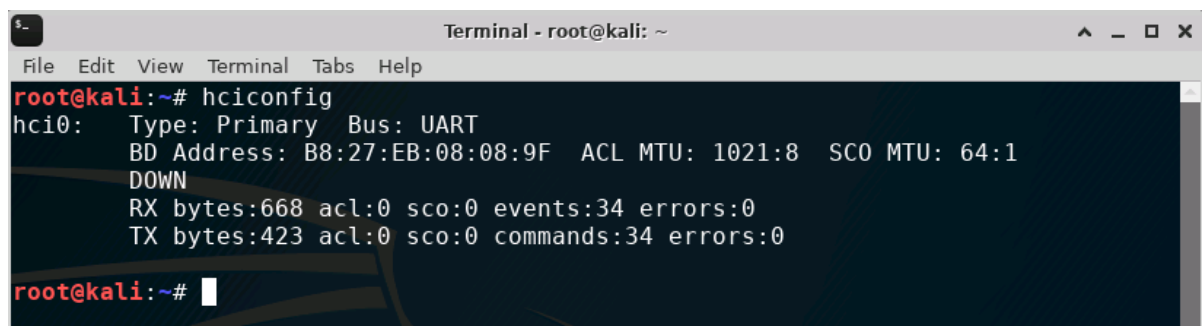 Terminal - root@kali: ~
File Edit View Terminal Tabs Help
root@kali:~# hciconfig
hci0:   Type: Primary  Bus: UART
        BD Address: B8:27:EB:08:08:9F  ACL MTU: 1021:8  SCO MTU: 64:1
        DOWN
        RX bytes:668 acl:0 sco:0 events:34 errors:0
        TX bytes:423 acl:0 sco:0 commands:34 errors:0
root@kali:~#